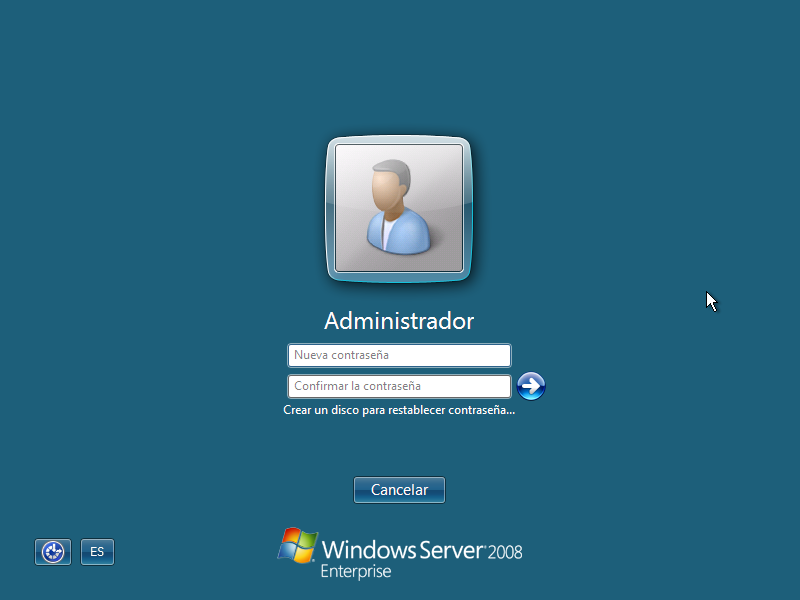 Administrador
Nueva contraseña
Confirmar la contraseña
Crear un disco para restablecer contraseña...
Cancelar
ES
Windows Server 2008
Enterprise